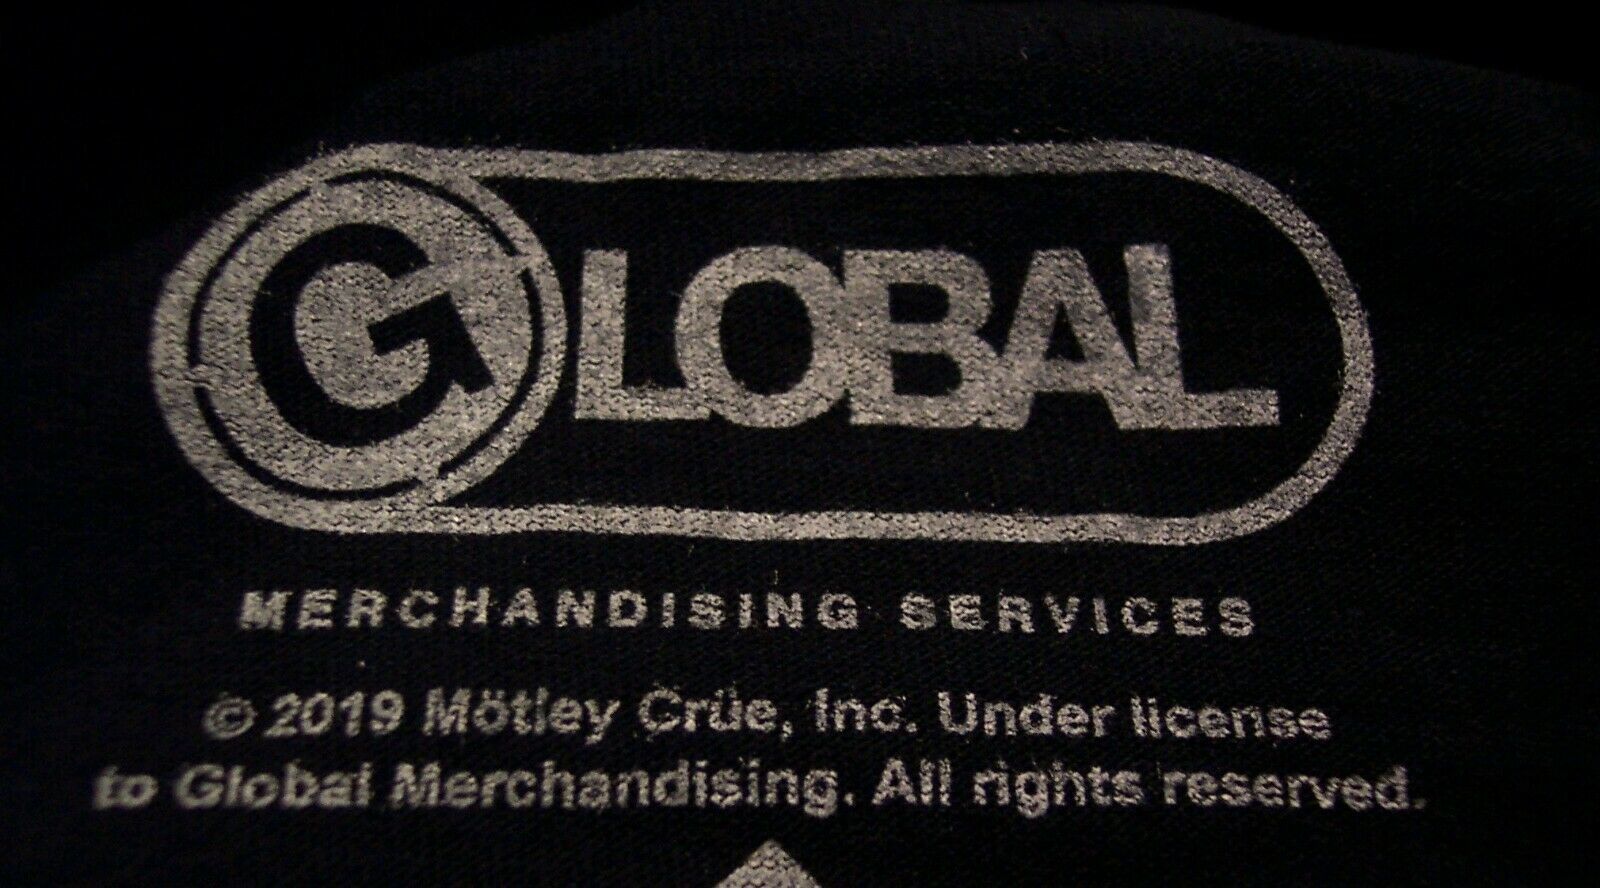 GLOBAL
MERCHANDISING SERVICES
© 2019 Mötley Crüe, Inc. Under license
to Global Merchandising. All rights reserved.